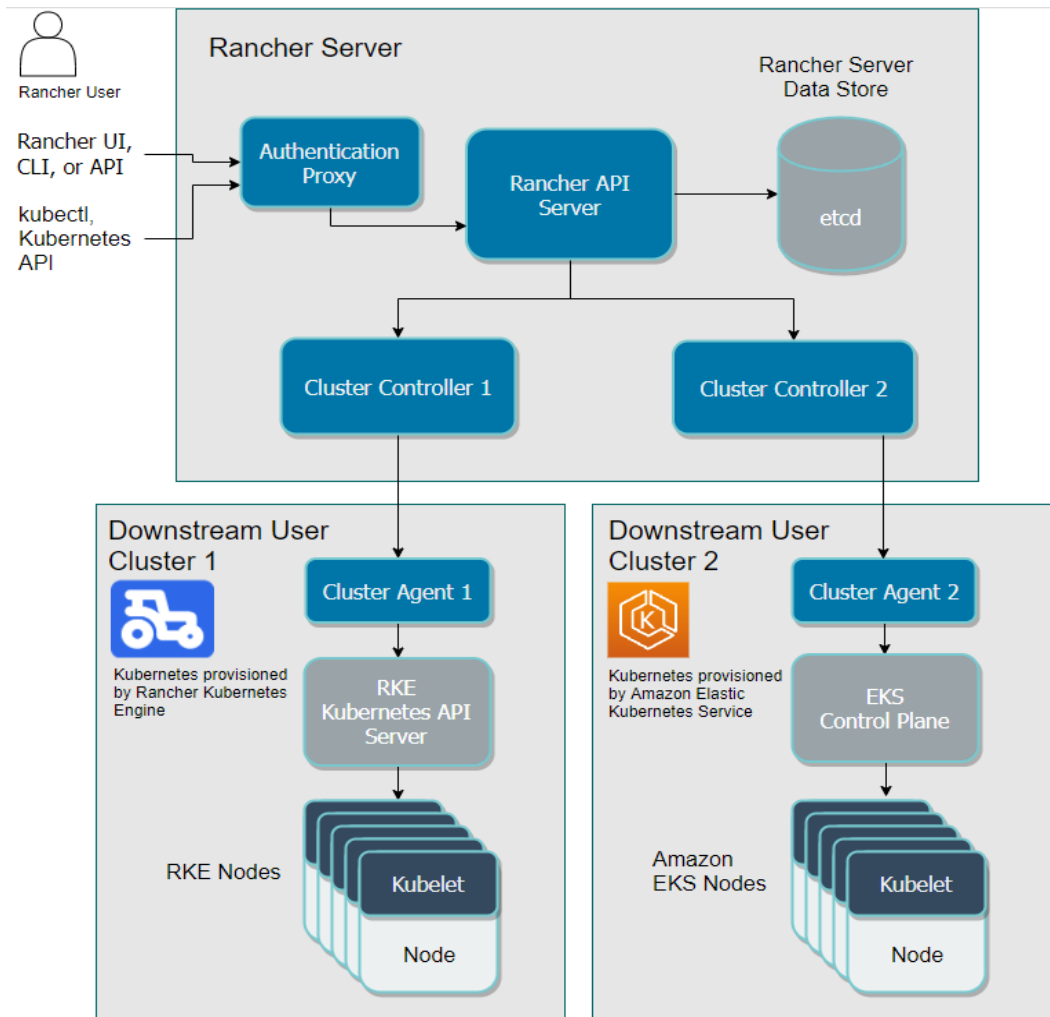 Rancher Server
Rancher User
Rancher Server
Data Store
Rancher UI,
CLI, or API
kubectl,
Kubernetes
API
Authentication
Proxy
Rancher API
Server
etcd
Cluster Controller 1
Cluster Controller 2
Downstream User
Cluster 1
Cluster Agent 1
Kubernetes provisioned
by Rancher Kubernetes
Engine
RKE
Kubernetes API
Server
RKE Nodes
Kubelet
Node
Downstream User
Cluster 2
Cluster Agent 2
K
Kubernetes provisioned
by Amazon Elastic
Kubernetes Service
EKS
Control Plane
Amazon
EKS Nodes
Kubelet
Node